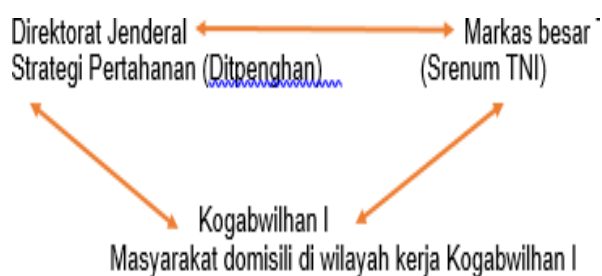 Direktorat Jenderal
Strategi Pertahanan (Ditpenghan)
Markas besar T
(Srenum TNI)
Kogabwilhan I
Masyarakat domisili di wilayah kerja Kogabwilhan I